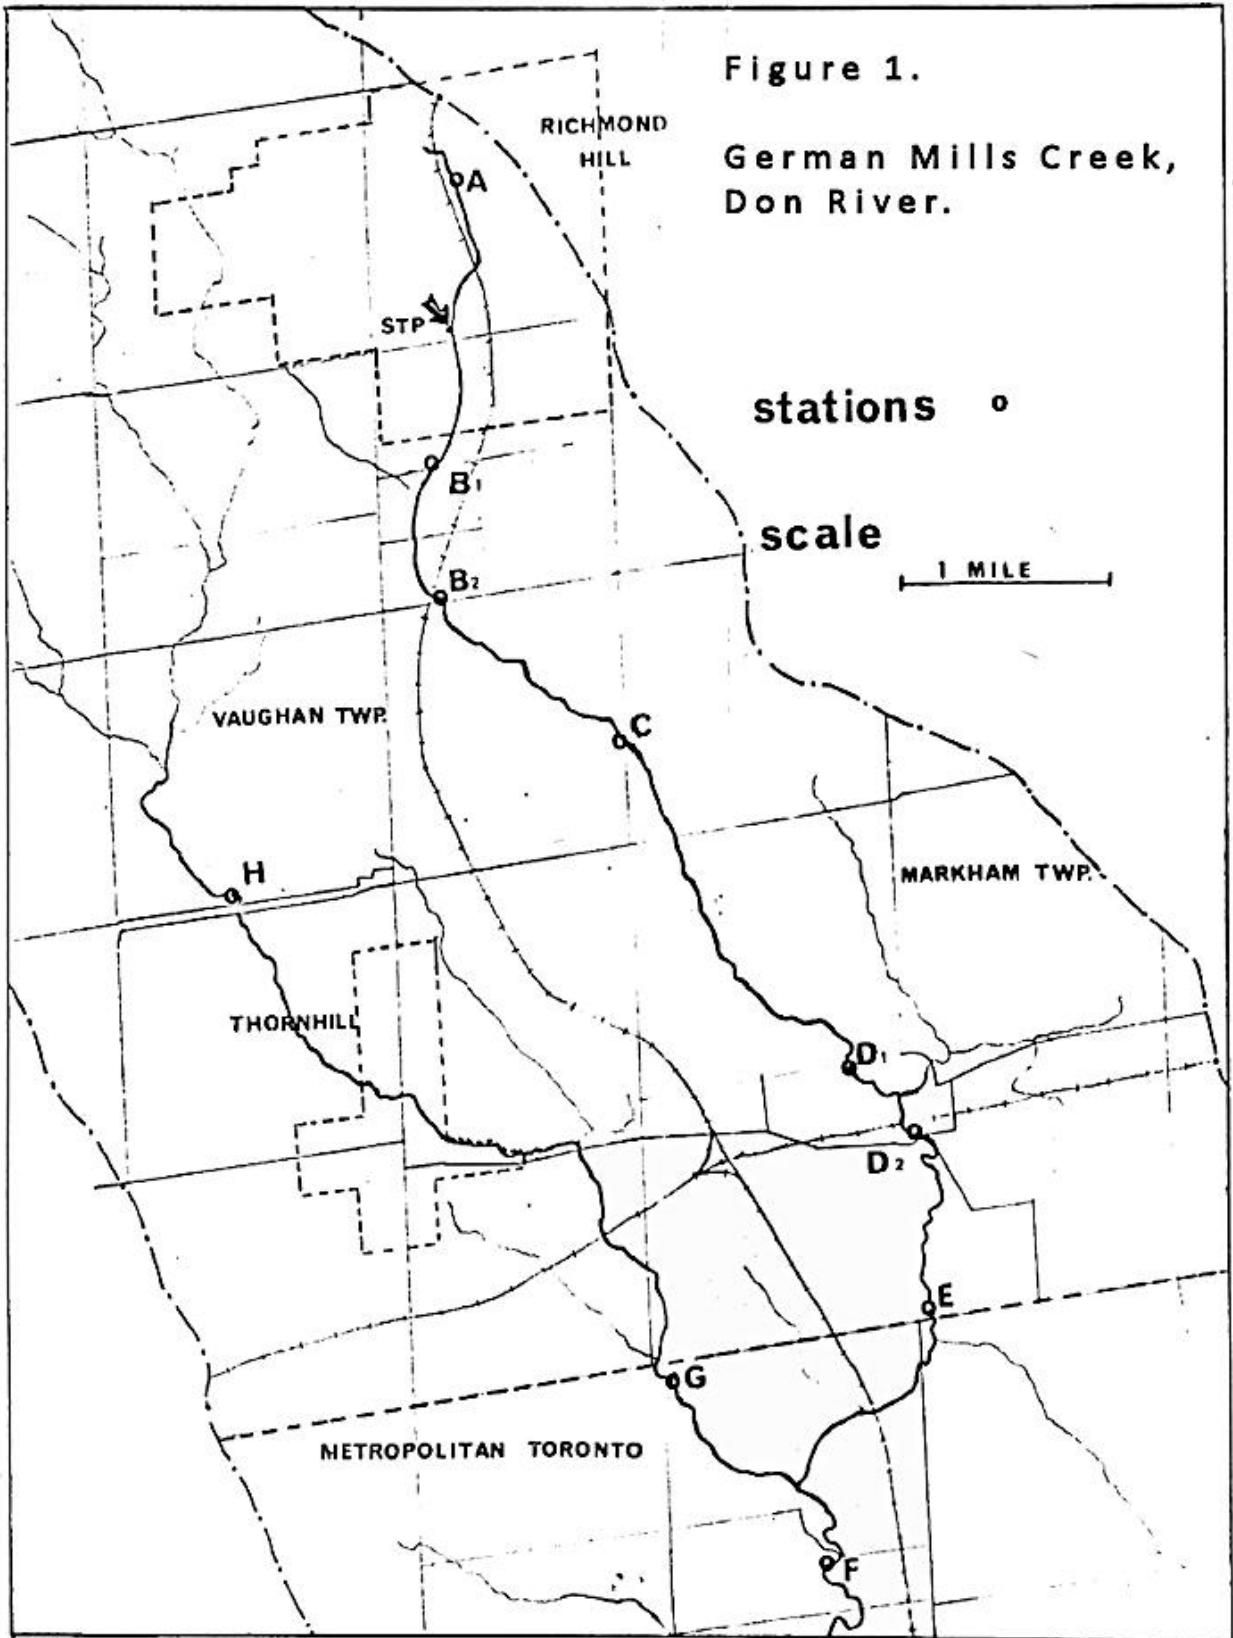 Figure 1.
German Mills Creek,
Don River.
RICHMOND
HILL
A
STP
stations
B1
scale
1 MILE
B2
VAUGHAN TWP.
C
H
MARKHAM TWP.
THORNHILL
D1
D2
E
G
METROPOLITAN TORONTO
F